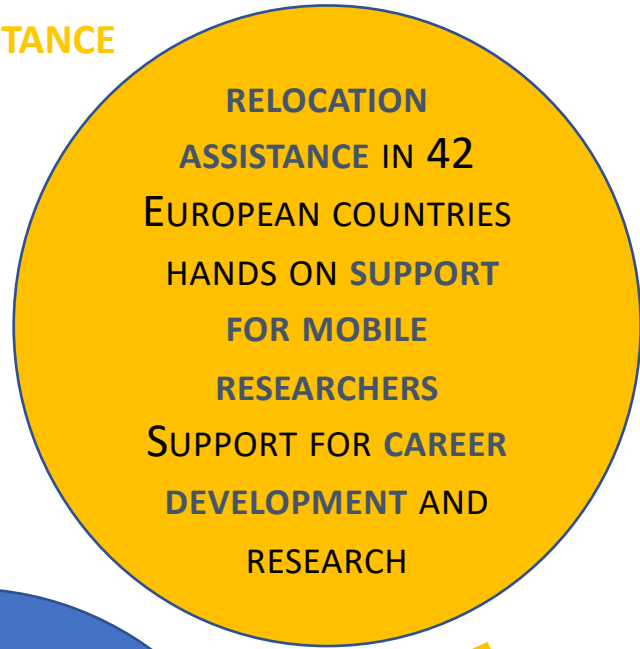 TANCE
RELOCATION
ASSISTANCE IN 42
EUROPEAN COUNTRIES
HANDS ON SUPPORT
FOR MOBILE
RESEARCHERS
SUPPORT FOR CAREER
DEVELOPMENT AND
RESEARCH